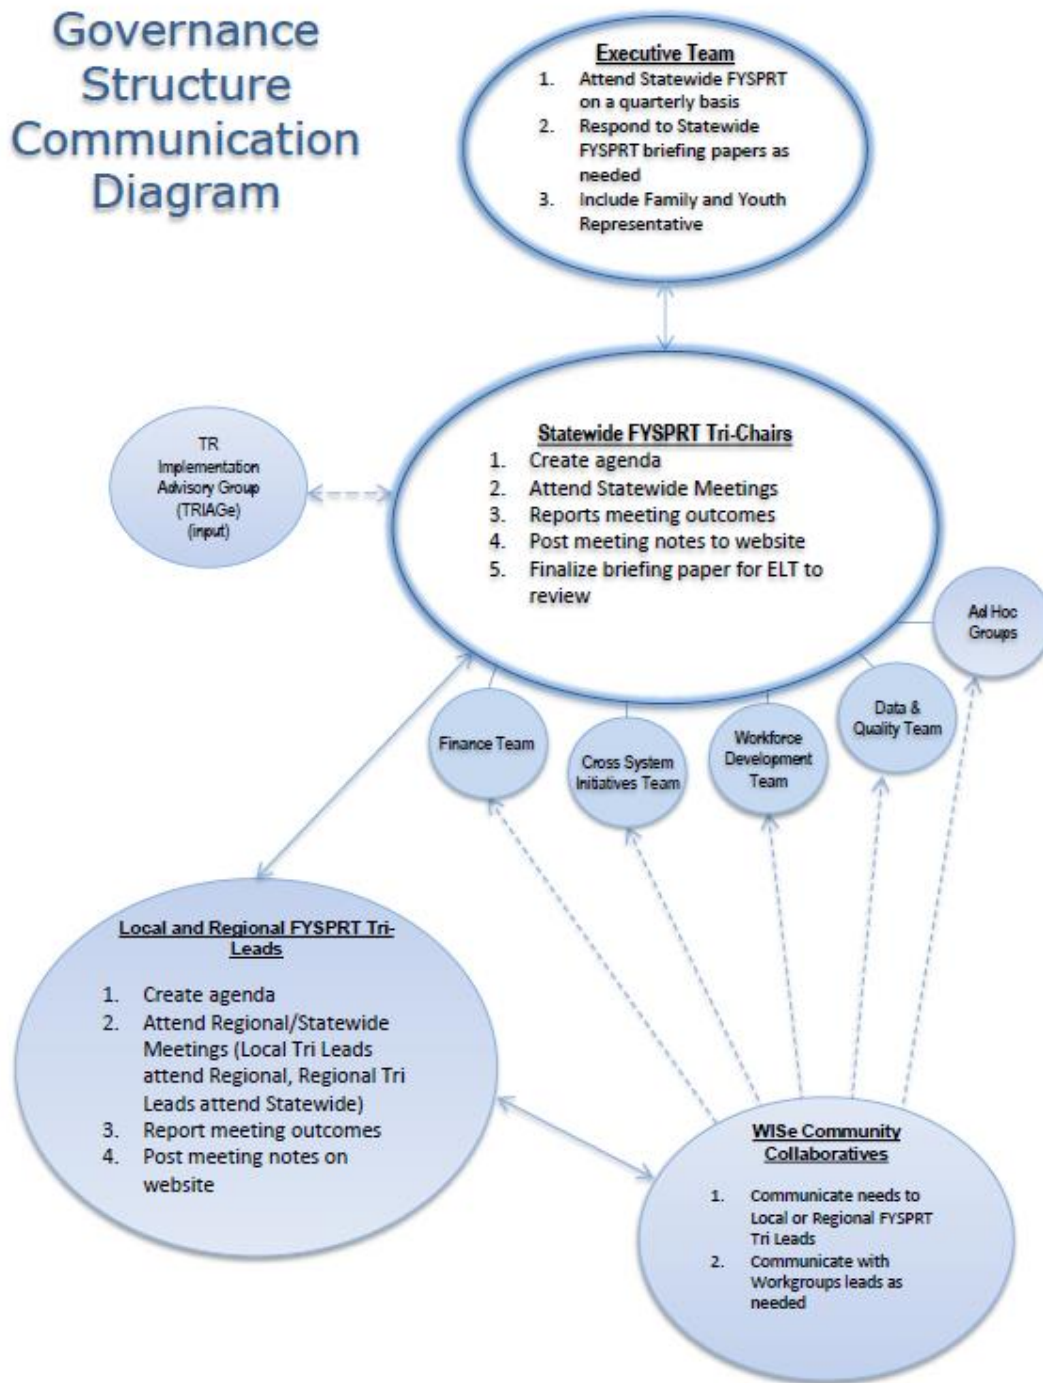 Governance
Structure
Communication
Diagram
Executive Team
1. Attend Statewide FYSPRT
on a quarterly basis
2. Respond to Statewide
FYSPRT briefing papers as
needed
3. Include Family and Youth
Representative
TR
Implementation
Advisory Group
(TRIAGe)
(input)
Statewide FYSPRT Tri-Chairs
1. Create agenda
2. Attend Statewide Meetings
3. Reports meeting outcomes
4. Post meeting notes to website
5. Finalize briefing paper for ELT to
review
Ad Hoc
Groups
Finance Team
Cross System
Initiatives Team
Workforce
Development
Team
Data &
Quality Team
Local and Regional FYSPRT Tri-
Leads
1. Create agenda
2. Attend Regional/Statewide
Meetings (Local Tri Leads
attend Regional, Regional Tri
Leads attend Statewide)
3. Report meeting outcomes
4. Post meeting notes on
website
WISe Community
Collaboratives
1. Communicate needs to
Local or Regional FYSPRT
Tri Leads
2. Communicate with
Workgroups leads as
needed